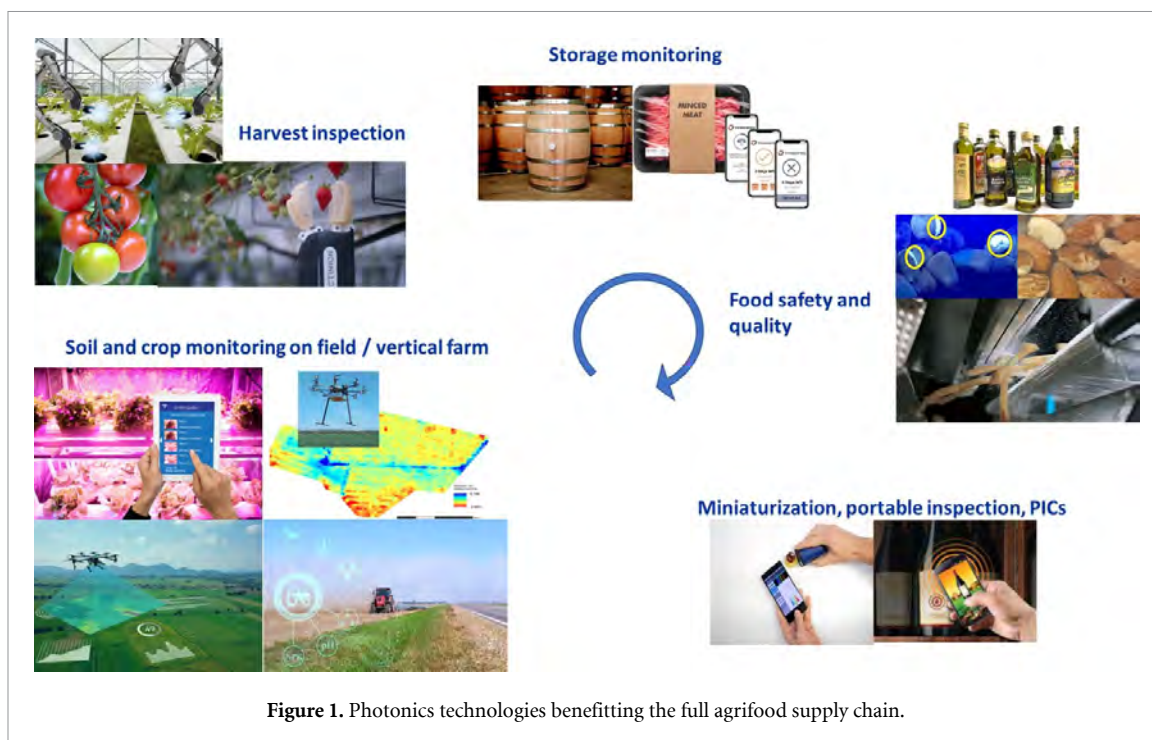 Storage monitoring
MINCED
MEAT
Harvest inspection
Food safety and
quality
Soil and crop monitoring on field / vertical farm
pH
Miniaturization, portable inspection, PICs
Figure 1. Photonics technologies benefitting the full agrifood supply chain.